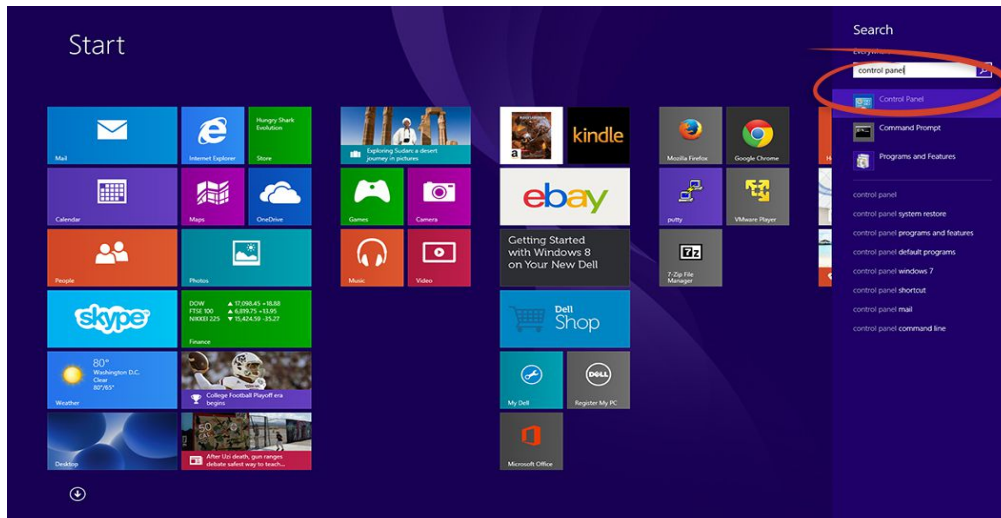 Start
Mail
Internet Explorer
Hungry Shark
Evolution
Store
Calendar
Maps
OneDrive
People
Photos
skype
DOW ▲ 17,098.45 +18.88
FTSE 100 ▲ 6,819.75 +13.95
NIKKEI 225 ▼ 15,424.59 -35.27
Finance
80°
Washington D.C.
Clear
80°/65°
Weather
College Football Playoff era
begins
Desktop
After Uzi death, gun ranges
debate safest way to teach...
Exploring Sudan: a desert
journey in pictures
Games
Camera
Music
Video
a
kindle
ebay
Getting Started
with Windows 8
on Your New Dell
Dell
Shop
My Dell
DELL
Register My PC
Microsoft Office
Mozilla Firefox
Google Chrome
putty
VMware Player
7z
7-Zip File
Manager
Search
control panel
Control Panel
Command Prompt
Programs and Features
control panel
control panel system restore
control panel programs and features
control panel default programs
control panel windows 7
control panel shortcut
control panel mail
control panel command line